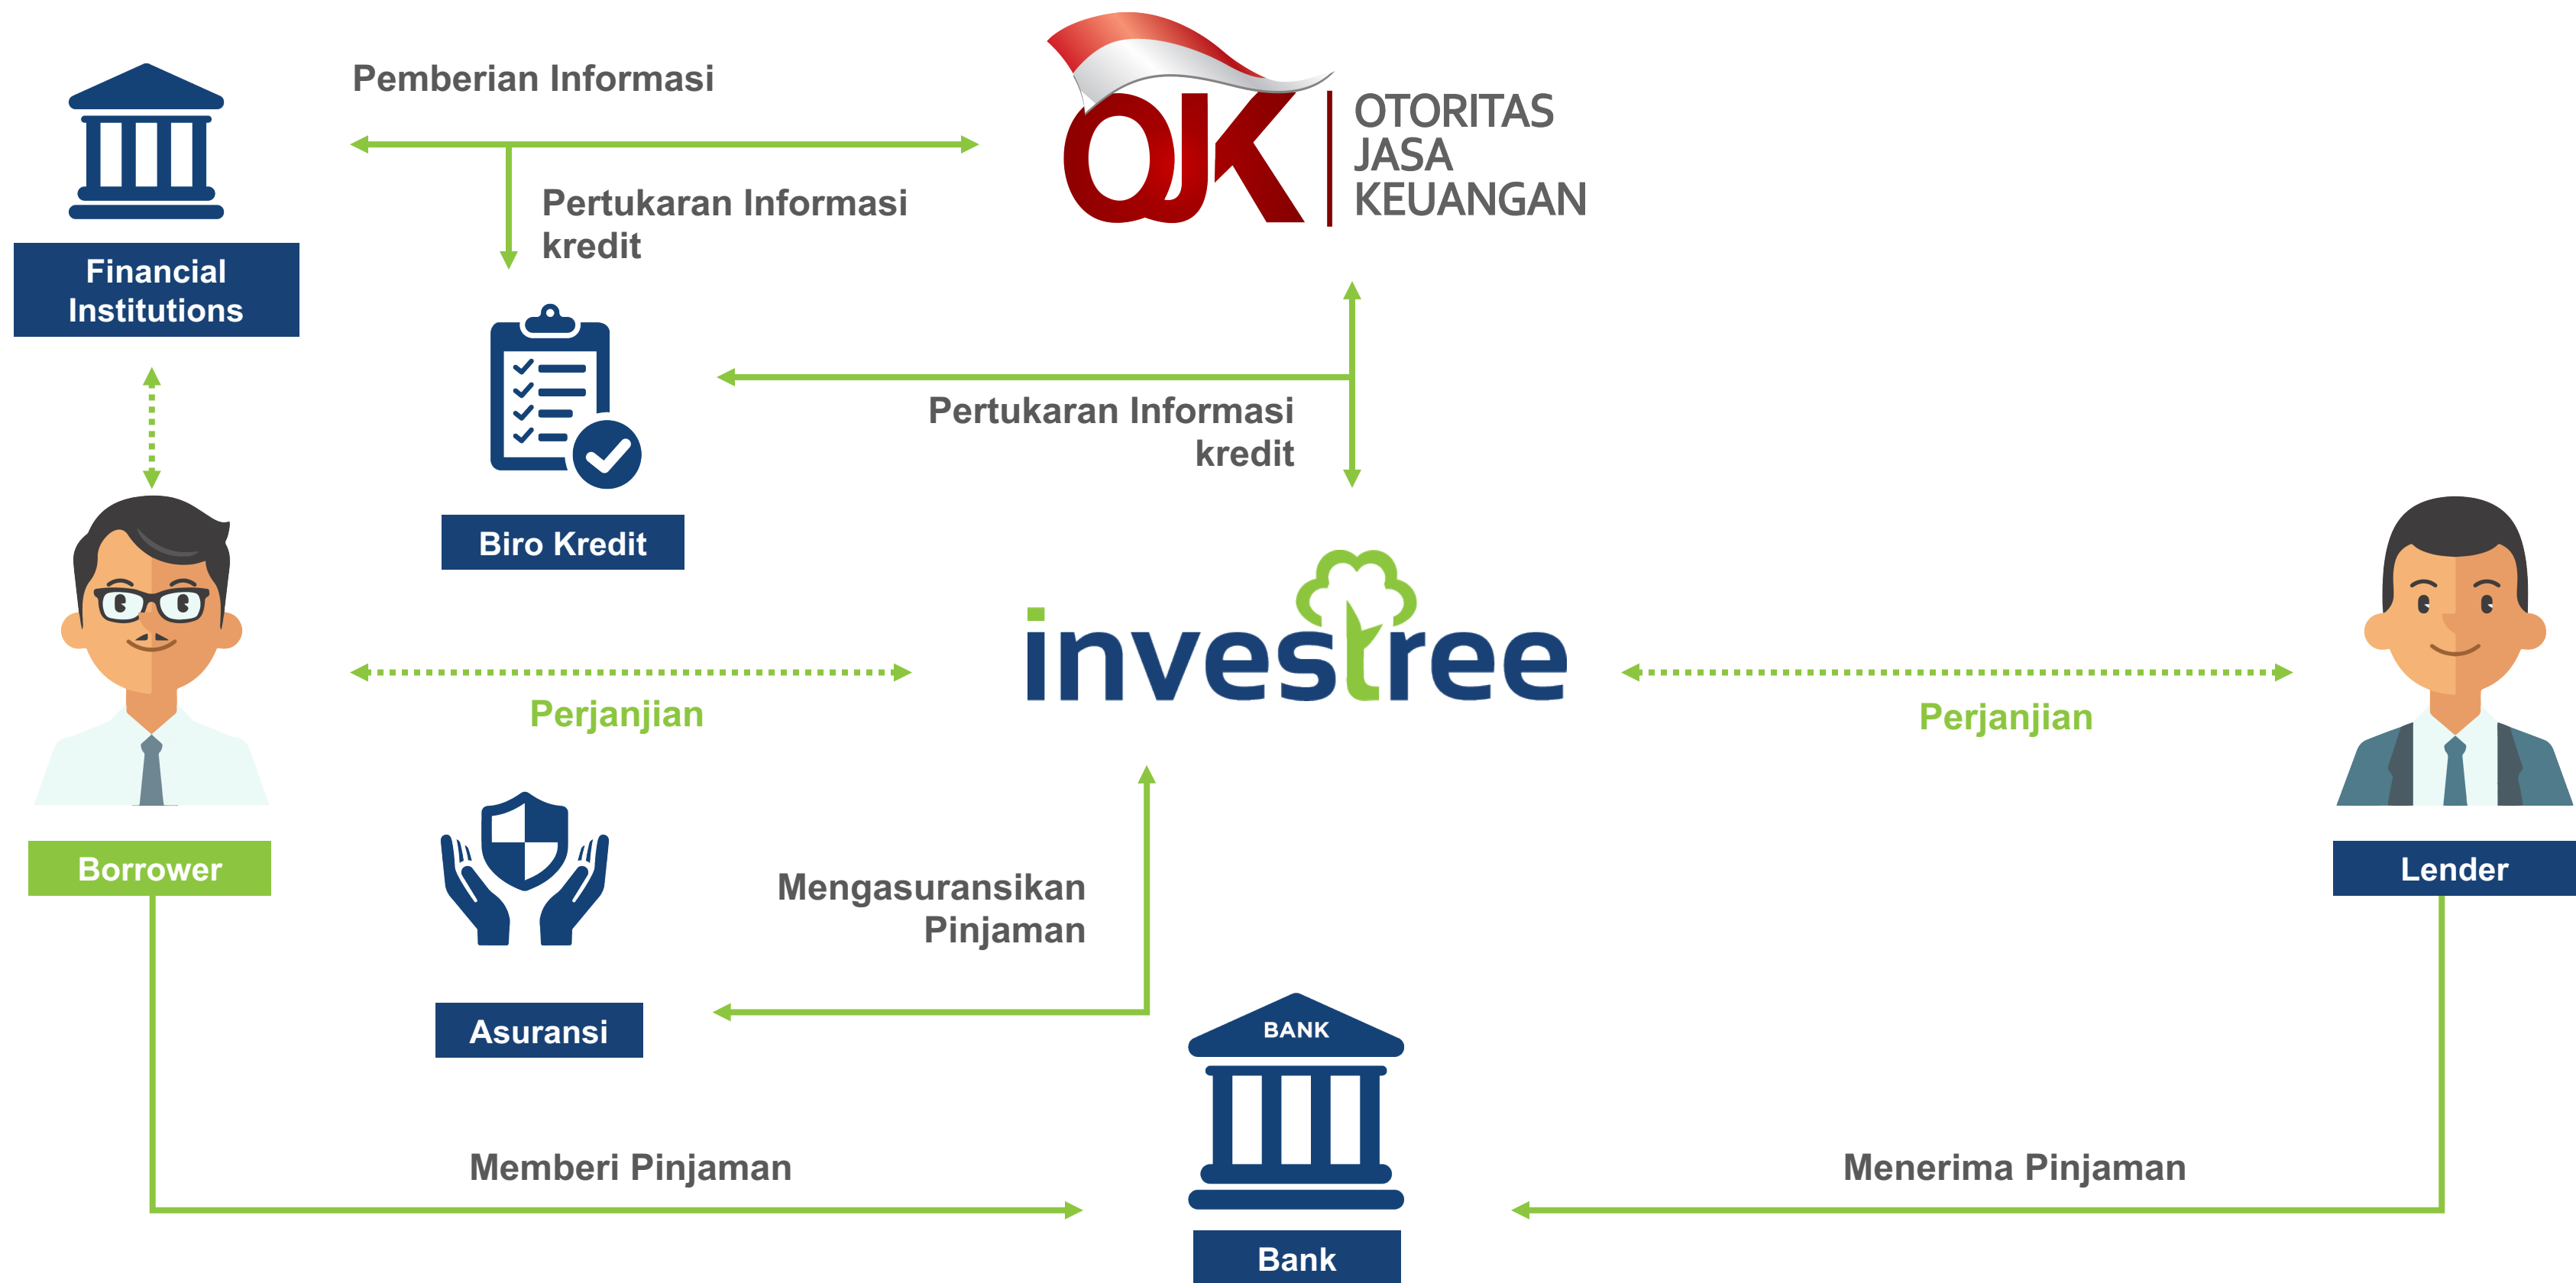 Pemberian Informasi
OJK
OTORITAS
JASA
KEUANGAN
Pertukaran Informasi
kredit
Financial
Institutions
Pertukaran Informasi
kredit
Biro Kredit
investree
Perjanjian
Perjanjian
Borrower
Lender
Mengasuransikan
Pinjaman
Asuransi
BANK
Memberi Pinjaman
Menerima Pinjaman
Bank